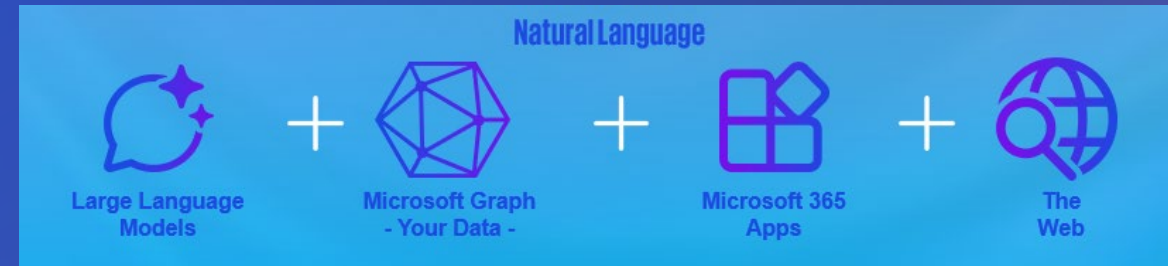 Natural Language
Large Language
Models
Microsoft Graph
- Your Data -
Microsoft 365
Apps
The
Web